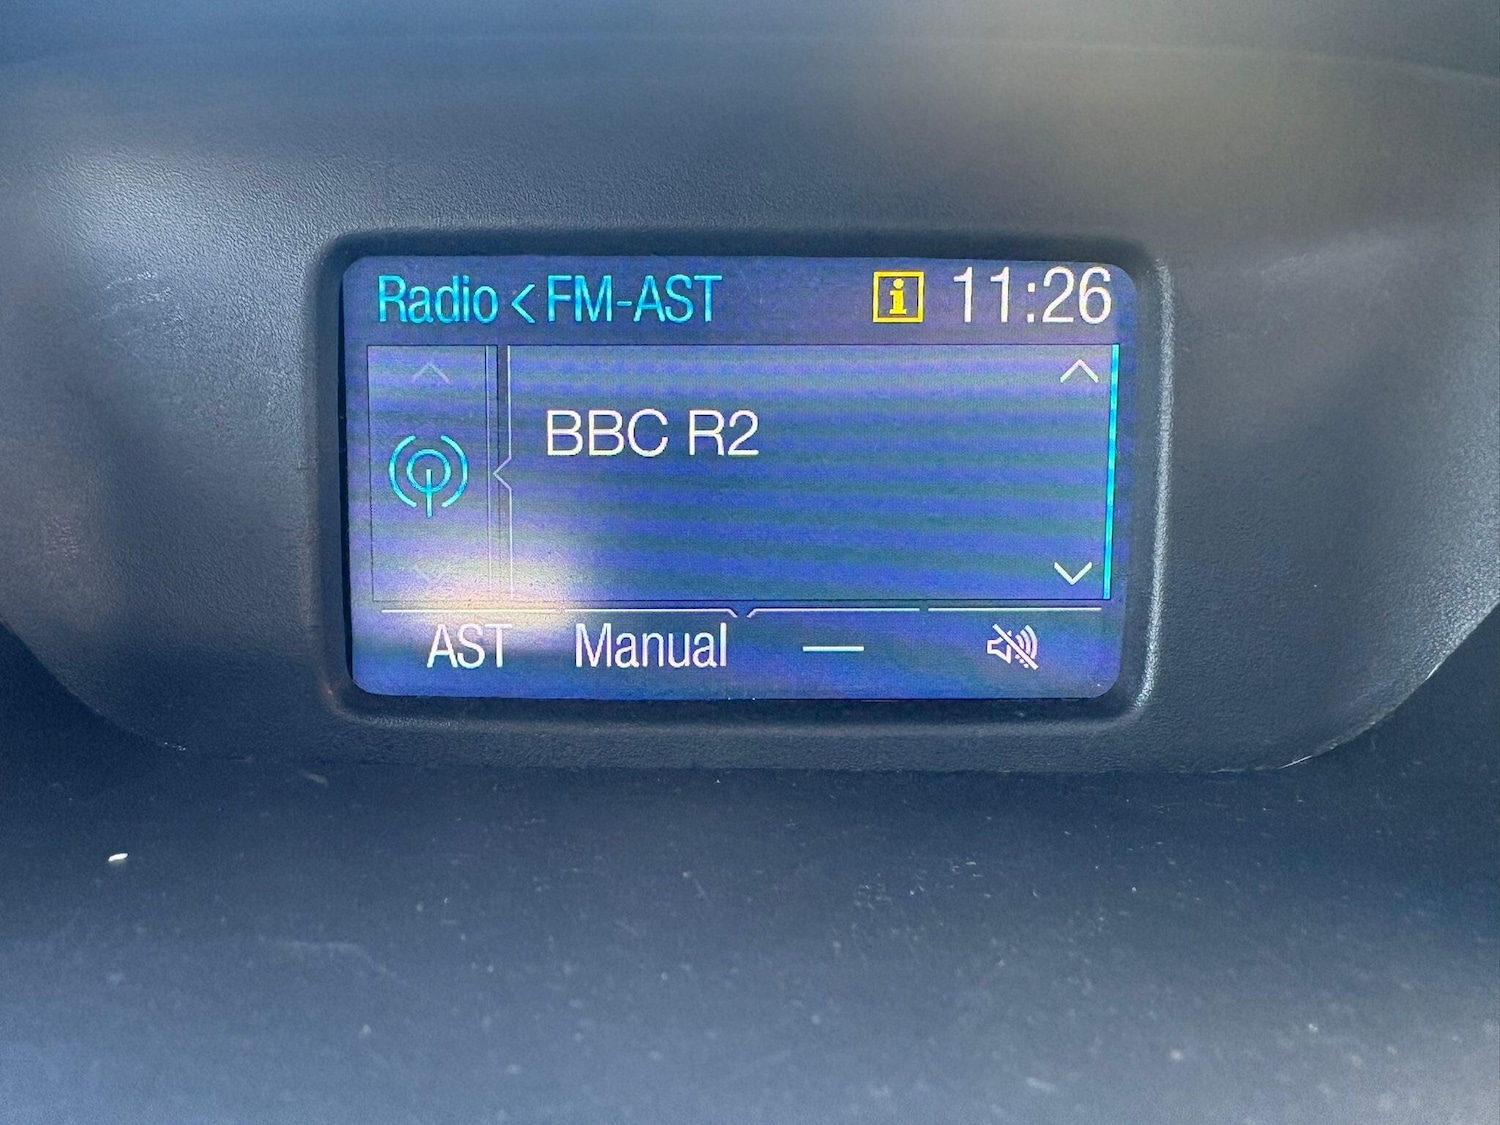 Radio < FM-AST i 11:26
BBC R2
AST Manual —